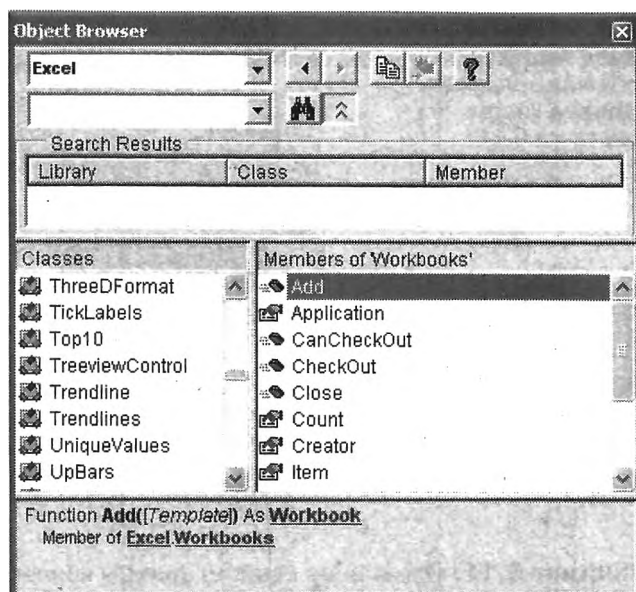 Object Browser
Excel
Search Results
Library Class Member
Classes
ThreeDFormat
TickLabels
Top10
TreeviewControl
Trendline
Trendlines
UniqueValues
UpBars
Members of 'Workbooks'
Add
Application
CanCheckOut
CheckOut
Close
Count
Creator
Item
Function Add([Template]) As Workbook
Member of Excel.Workbooks